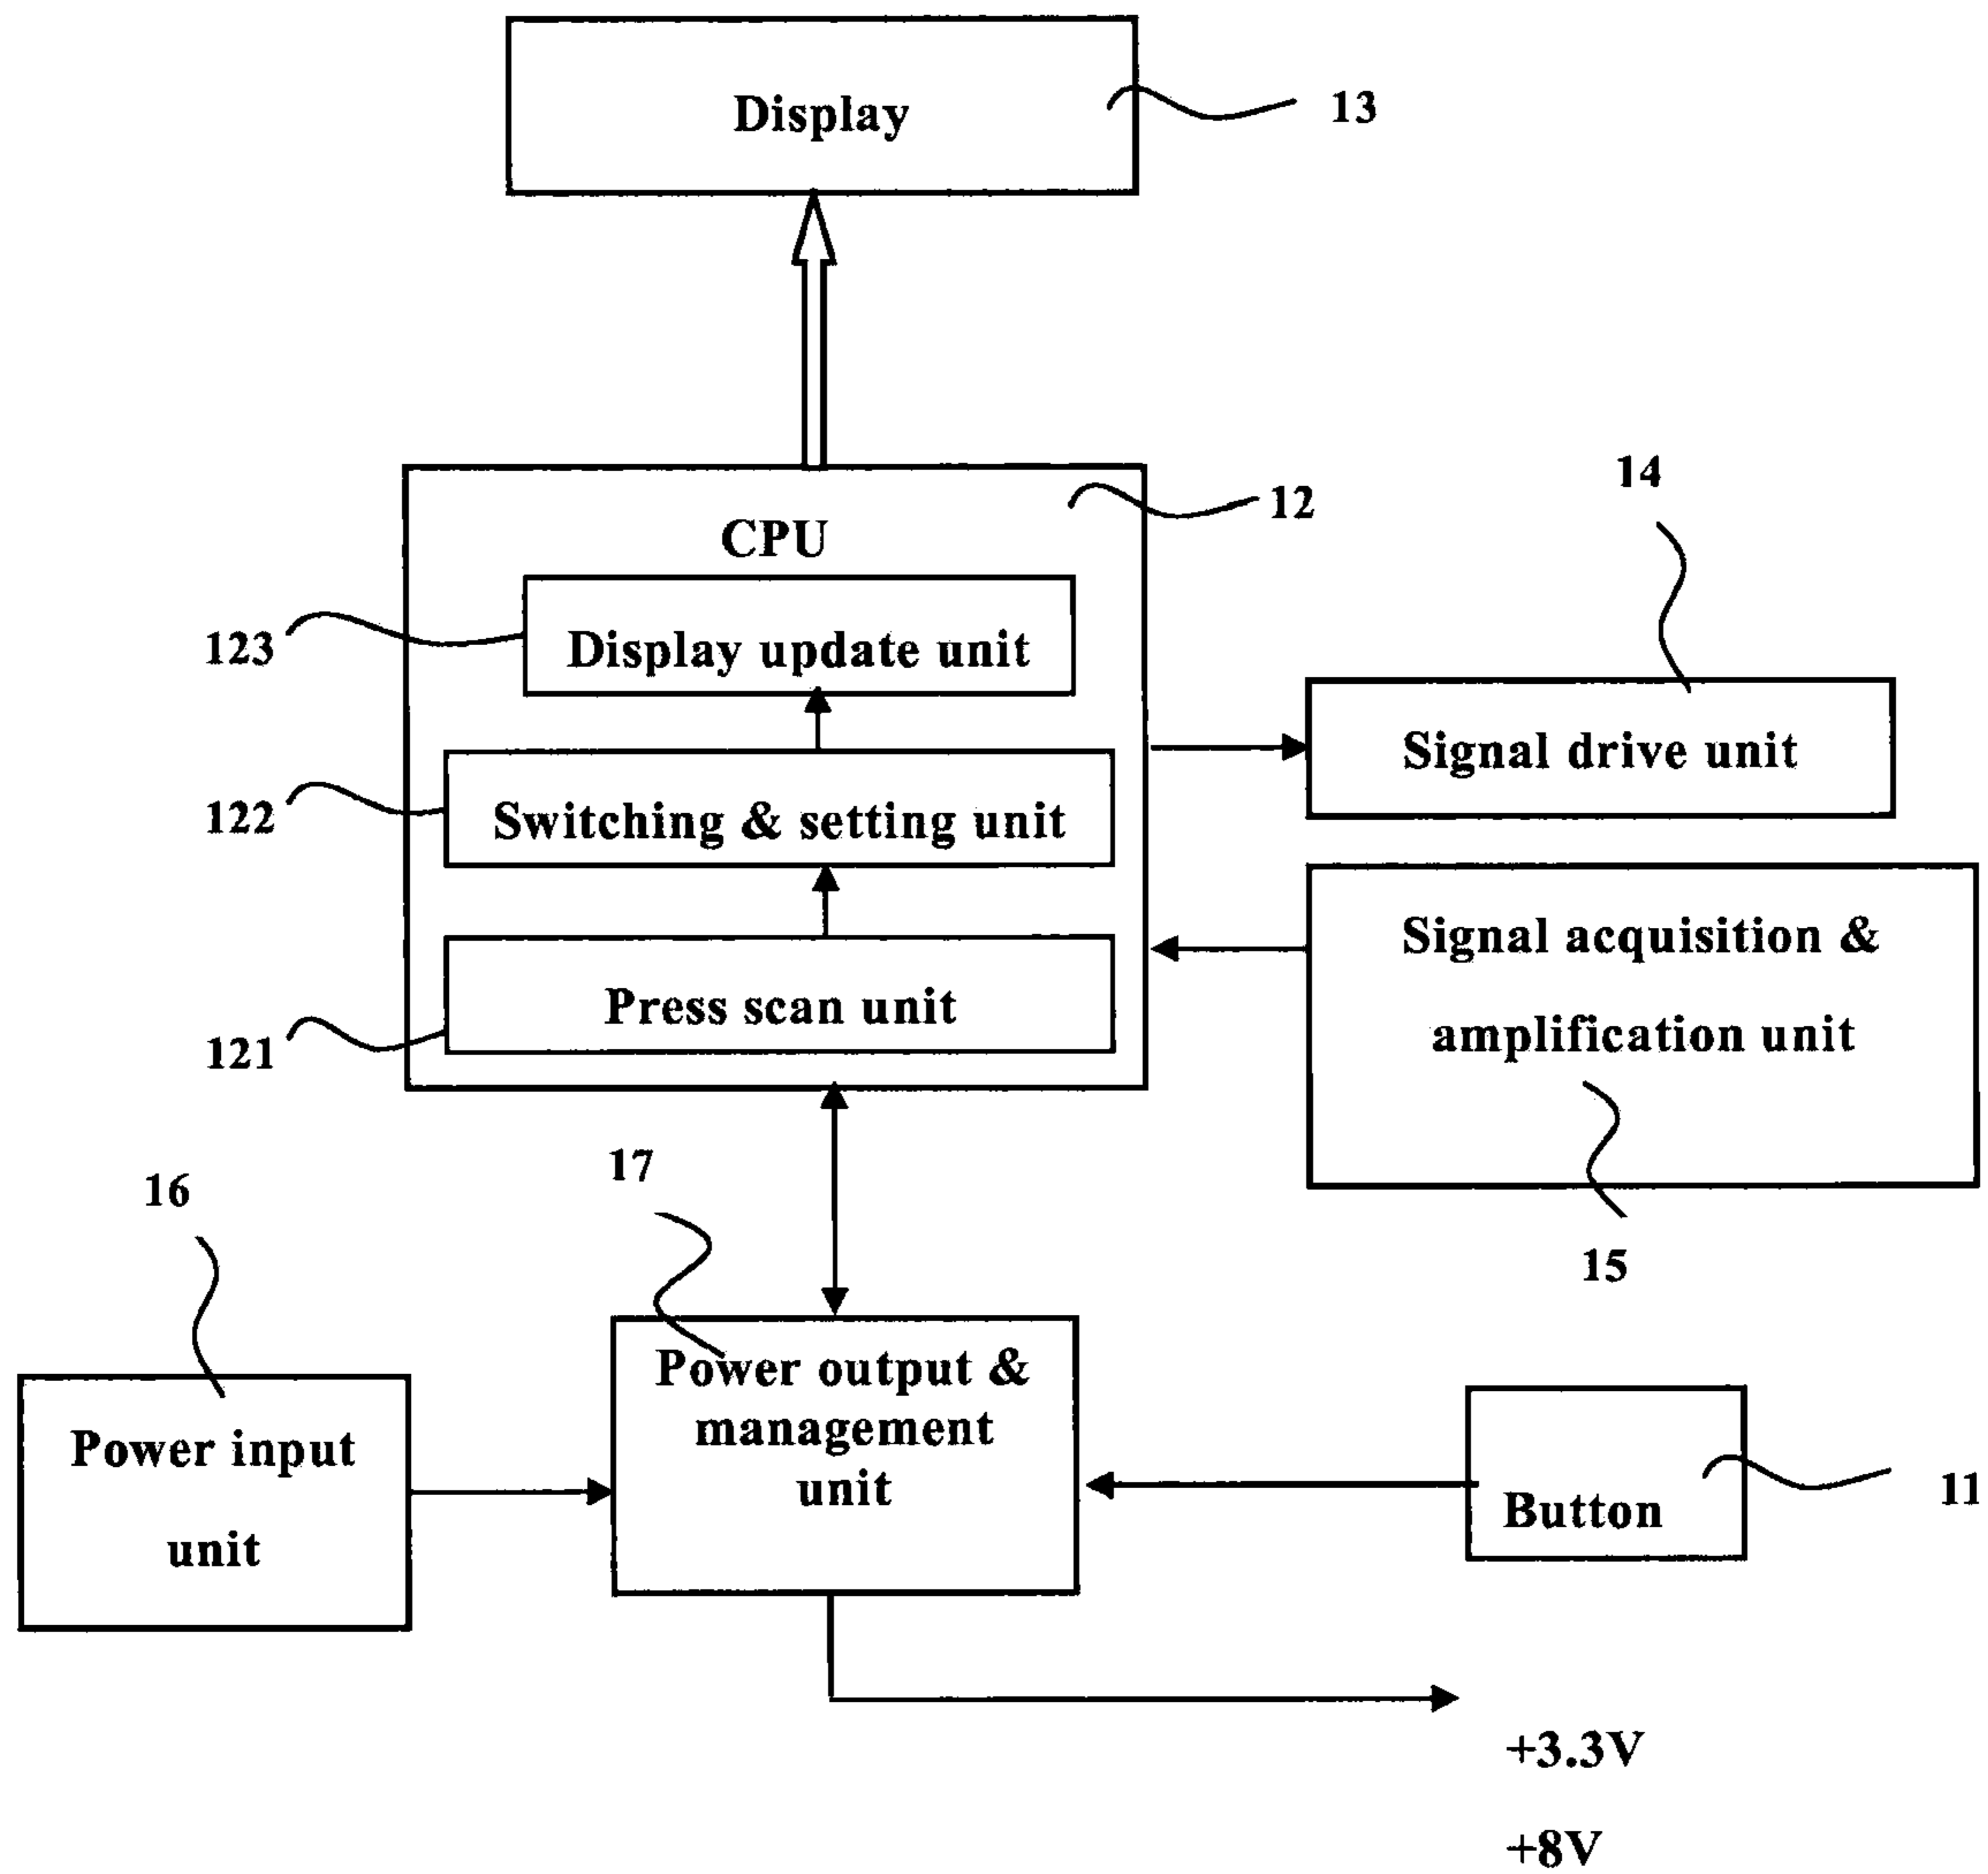 Display
13
12
14
CPU
123
Display update unit
Signal drive unit
122
Switching & setting unit
Signal acquisition &
amplification unit
Press scan unit
121
17
16
15
Power output &
management
unit
Power input
unit
11
Button
+3.3V
+8V